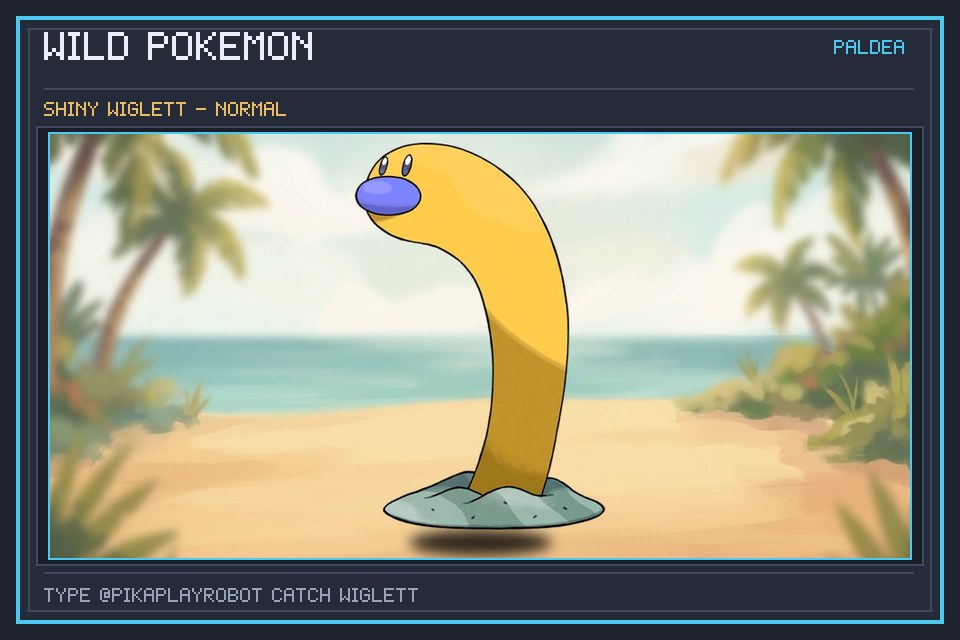 WILD POKEMON
PALDEA
SHINY WIGLETT - NORMAL
TYPE @PIKAPLAYROBOT CATCH WIGLETT